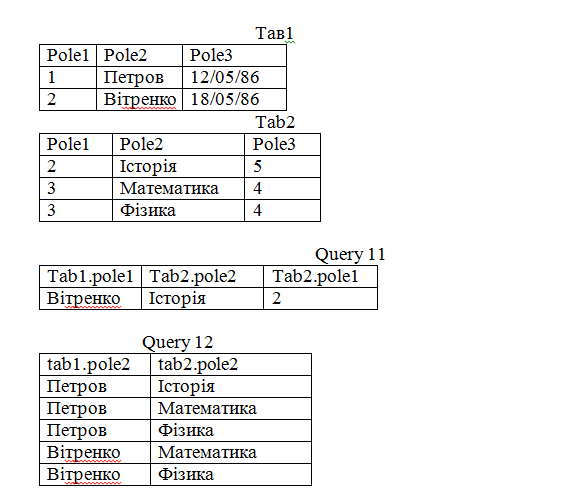 Тав1
Pole1 Pole2 Pole3
1 Петров 12/05/86
2 Вітренко 18/05/86
Tab2
Pole1 Pole2 Pole3
2 Історія 5
3 Математика 4
3 Фізика 4
Query 11
Tab1.pole1 Tab2.pole2 Tab2.pole1
Вітренко Історія 2
Query 12
tab1.pole2 tab2.pole2
Петров Історія
Петров Математика
Петров Фізика
Вітренко Математика
Вітренко Фізика